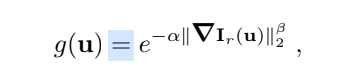 g(𝐮) = e^{−α‖𝛁𝐈_r(𝐮)‖_2^β} ,